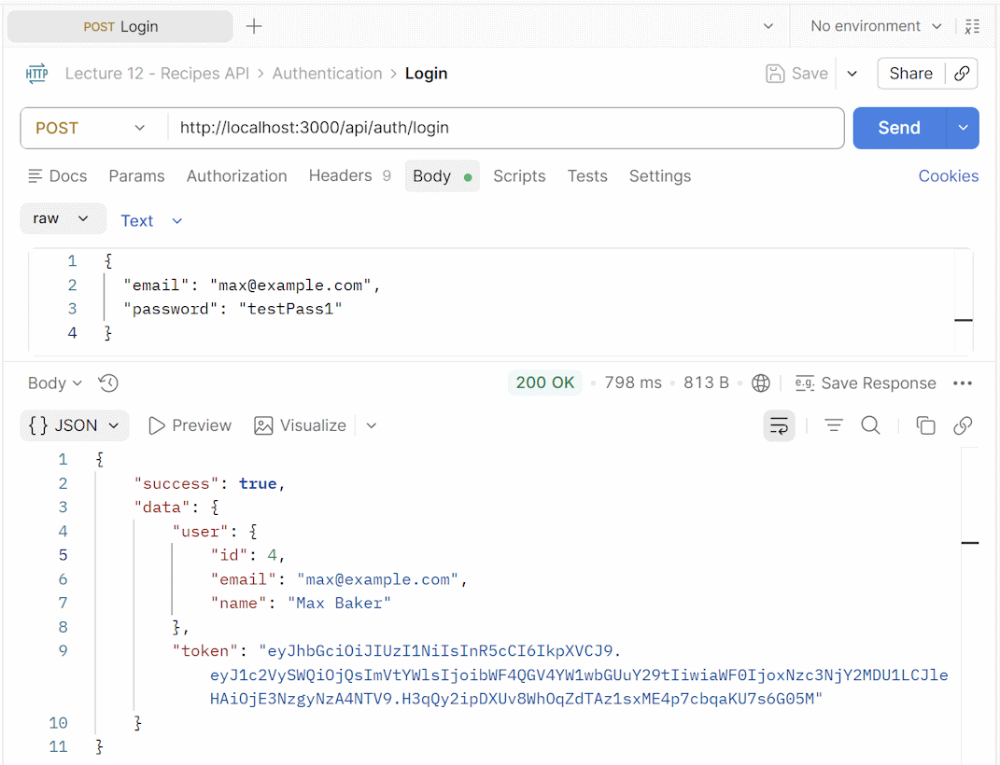 POST Login
No environment
HTTP Lecture 12 - Recipes API > Authentication > Login Save Share
POST http://localhost:3000/api/auth/login Send
Docs Params Authorization Headers 9 Body Scripts Tests Settings Cookies
raw Text
1 {
2 "email": "max@example.com",
3 "password": "testPass1"
4 }
Body 200 OK 798 ms 813 B e.g. Save Response
{} JSON Preview Visualize
1 {
2 "success": true,
3 "data": {
4 "user": {
5 "id": 4,
6 "email": "max@example.com",
7 "name": "Max Baker"
8 },
9 "token": "eyJhbGciOiJIUzI1NiIsInR5cCI6IkpXVCJ9.
eyJ1c2VySWQiOjQsImVtYWlsIjoibWF4QGV4YW1wbGUuY29tIiwiaWF0IjoxNzc3NjY2MDU1LCJle
HAiOjE3NzgyNzA4NTV9.H3qQy2ipDXUv8WhOqZdTAz1sxME4p7cbqaKU7s6G05M"
10 }
11 }